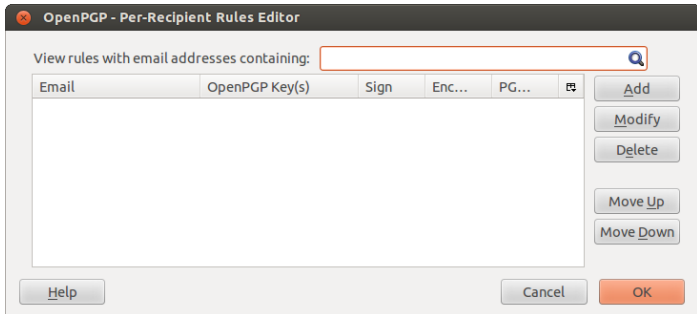 OpenPGP - Per-Recipient Rules Editor
View rules with email addresses containing:
Email OpenPGP Key(s) Sign Enc... PG...
Add
Modify
Delete
Move Up
Move Down
Help Cancel OK